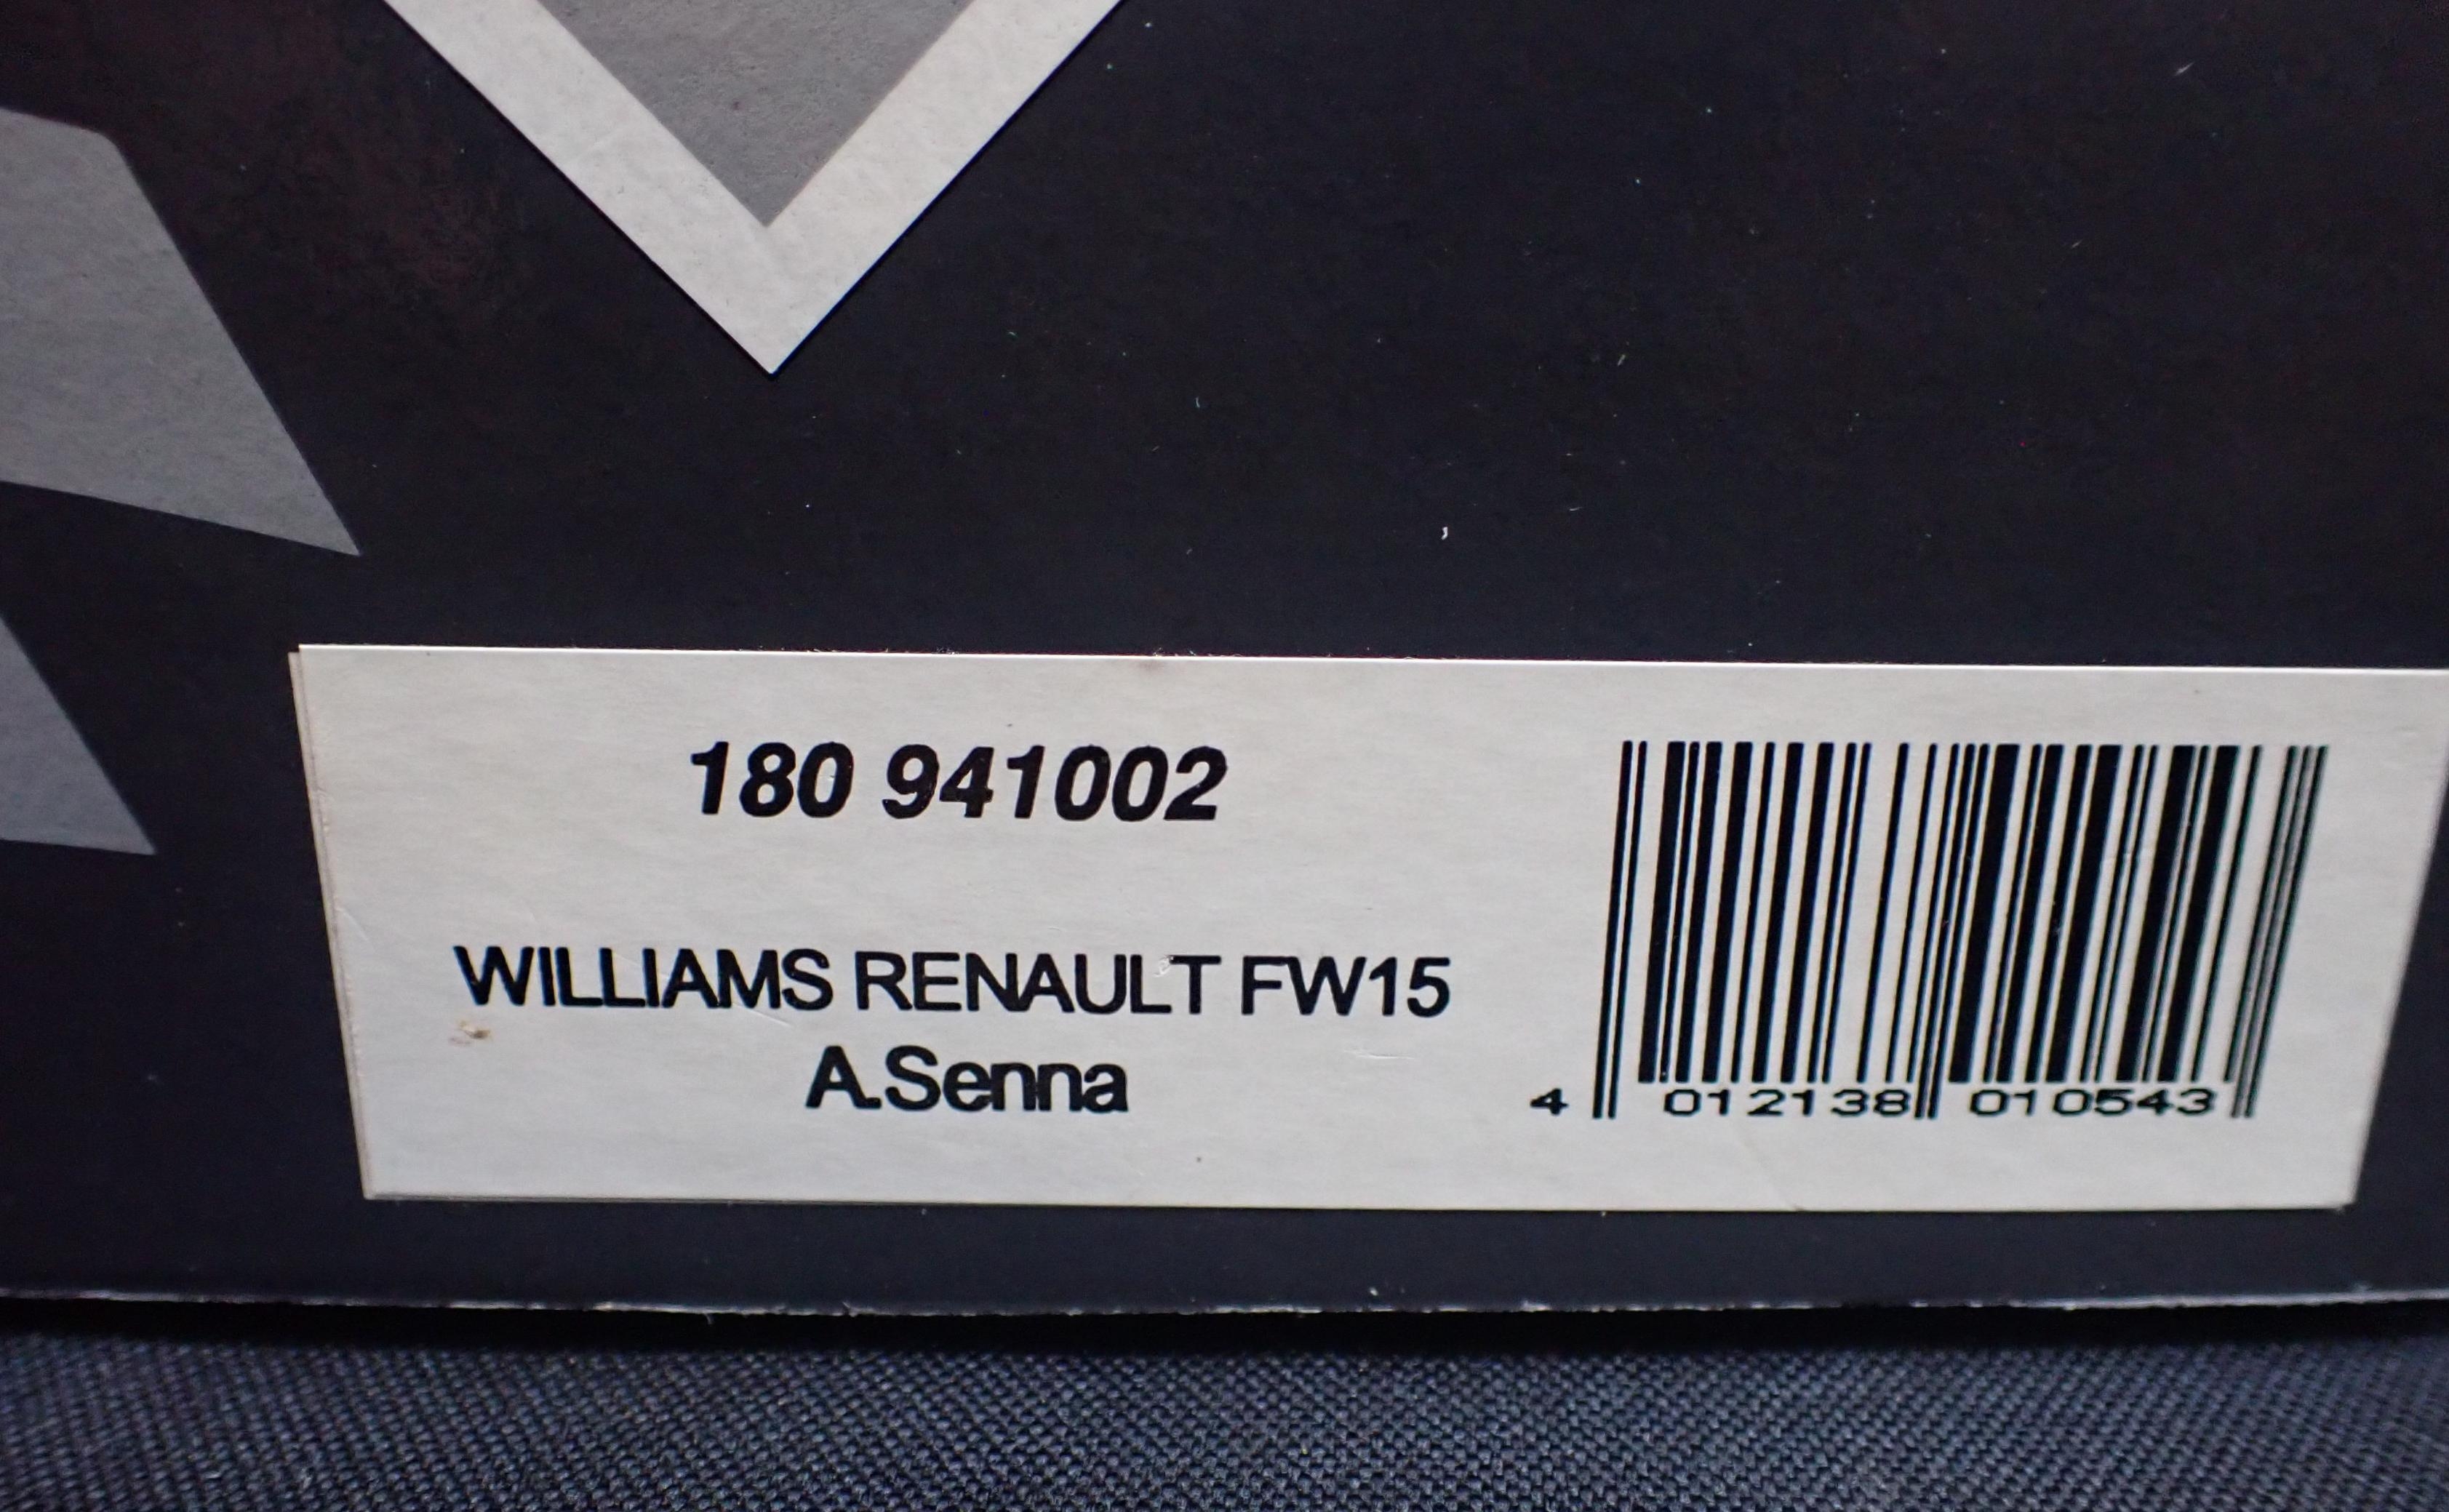 180 941002
WILLIAMS RENAULT FW15
A.Senna
4 012138 010543